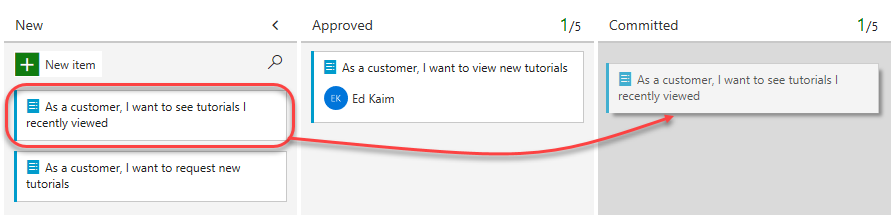 New
New item
As a customer, I want to see tutorials I
recently viewed
As a customer, I want to request new
tutorials
Approved 1/5
As a customer, I want to view new tutorials
EK Ed Kaim
Committed 1/5
As a customer, I want to see tutorials I
recently viewed